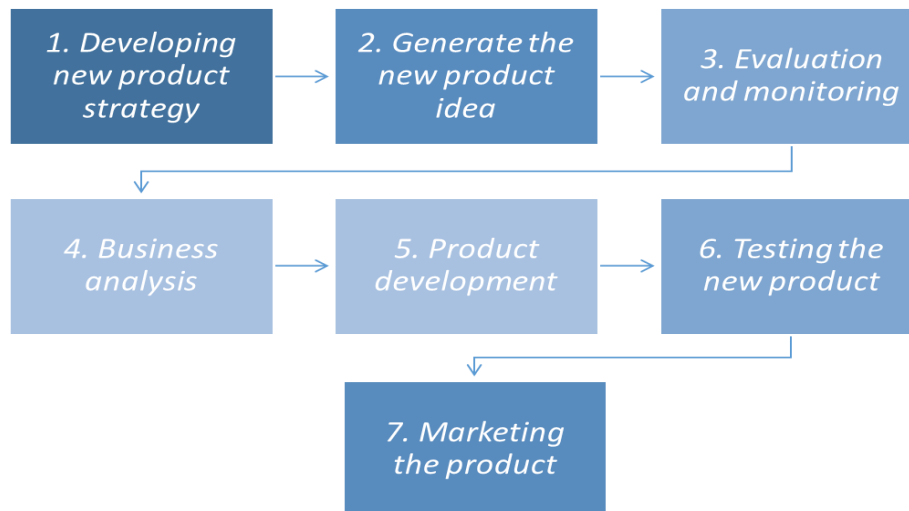 1. Developing
new product
strategy
2. Generate the
new product
idea
3. Evaluation
and monitoring
4. Business
analysis
5. Product
development
6. Testing the
new product
7. Marketing
the product